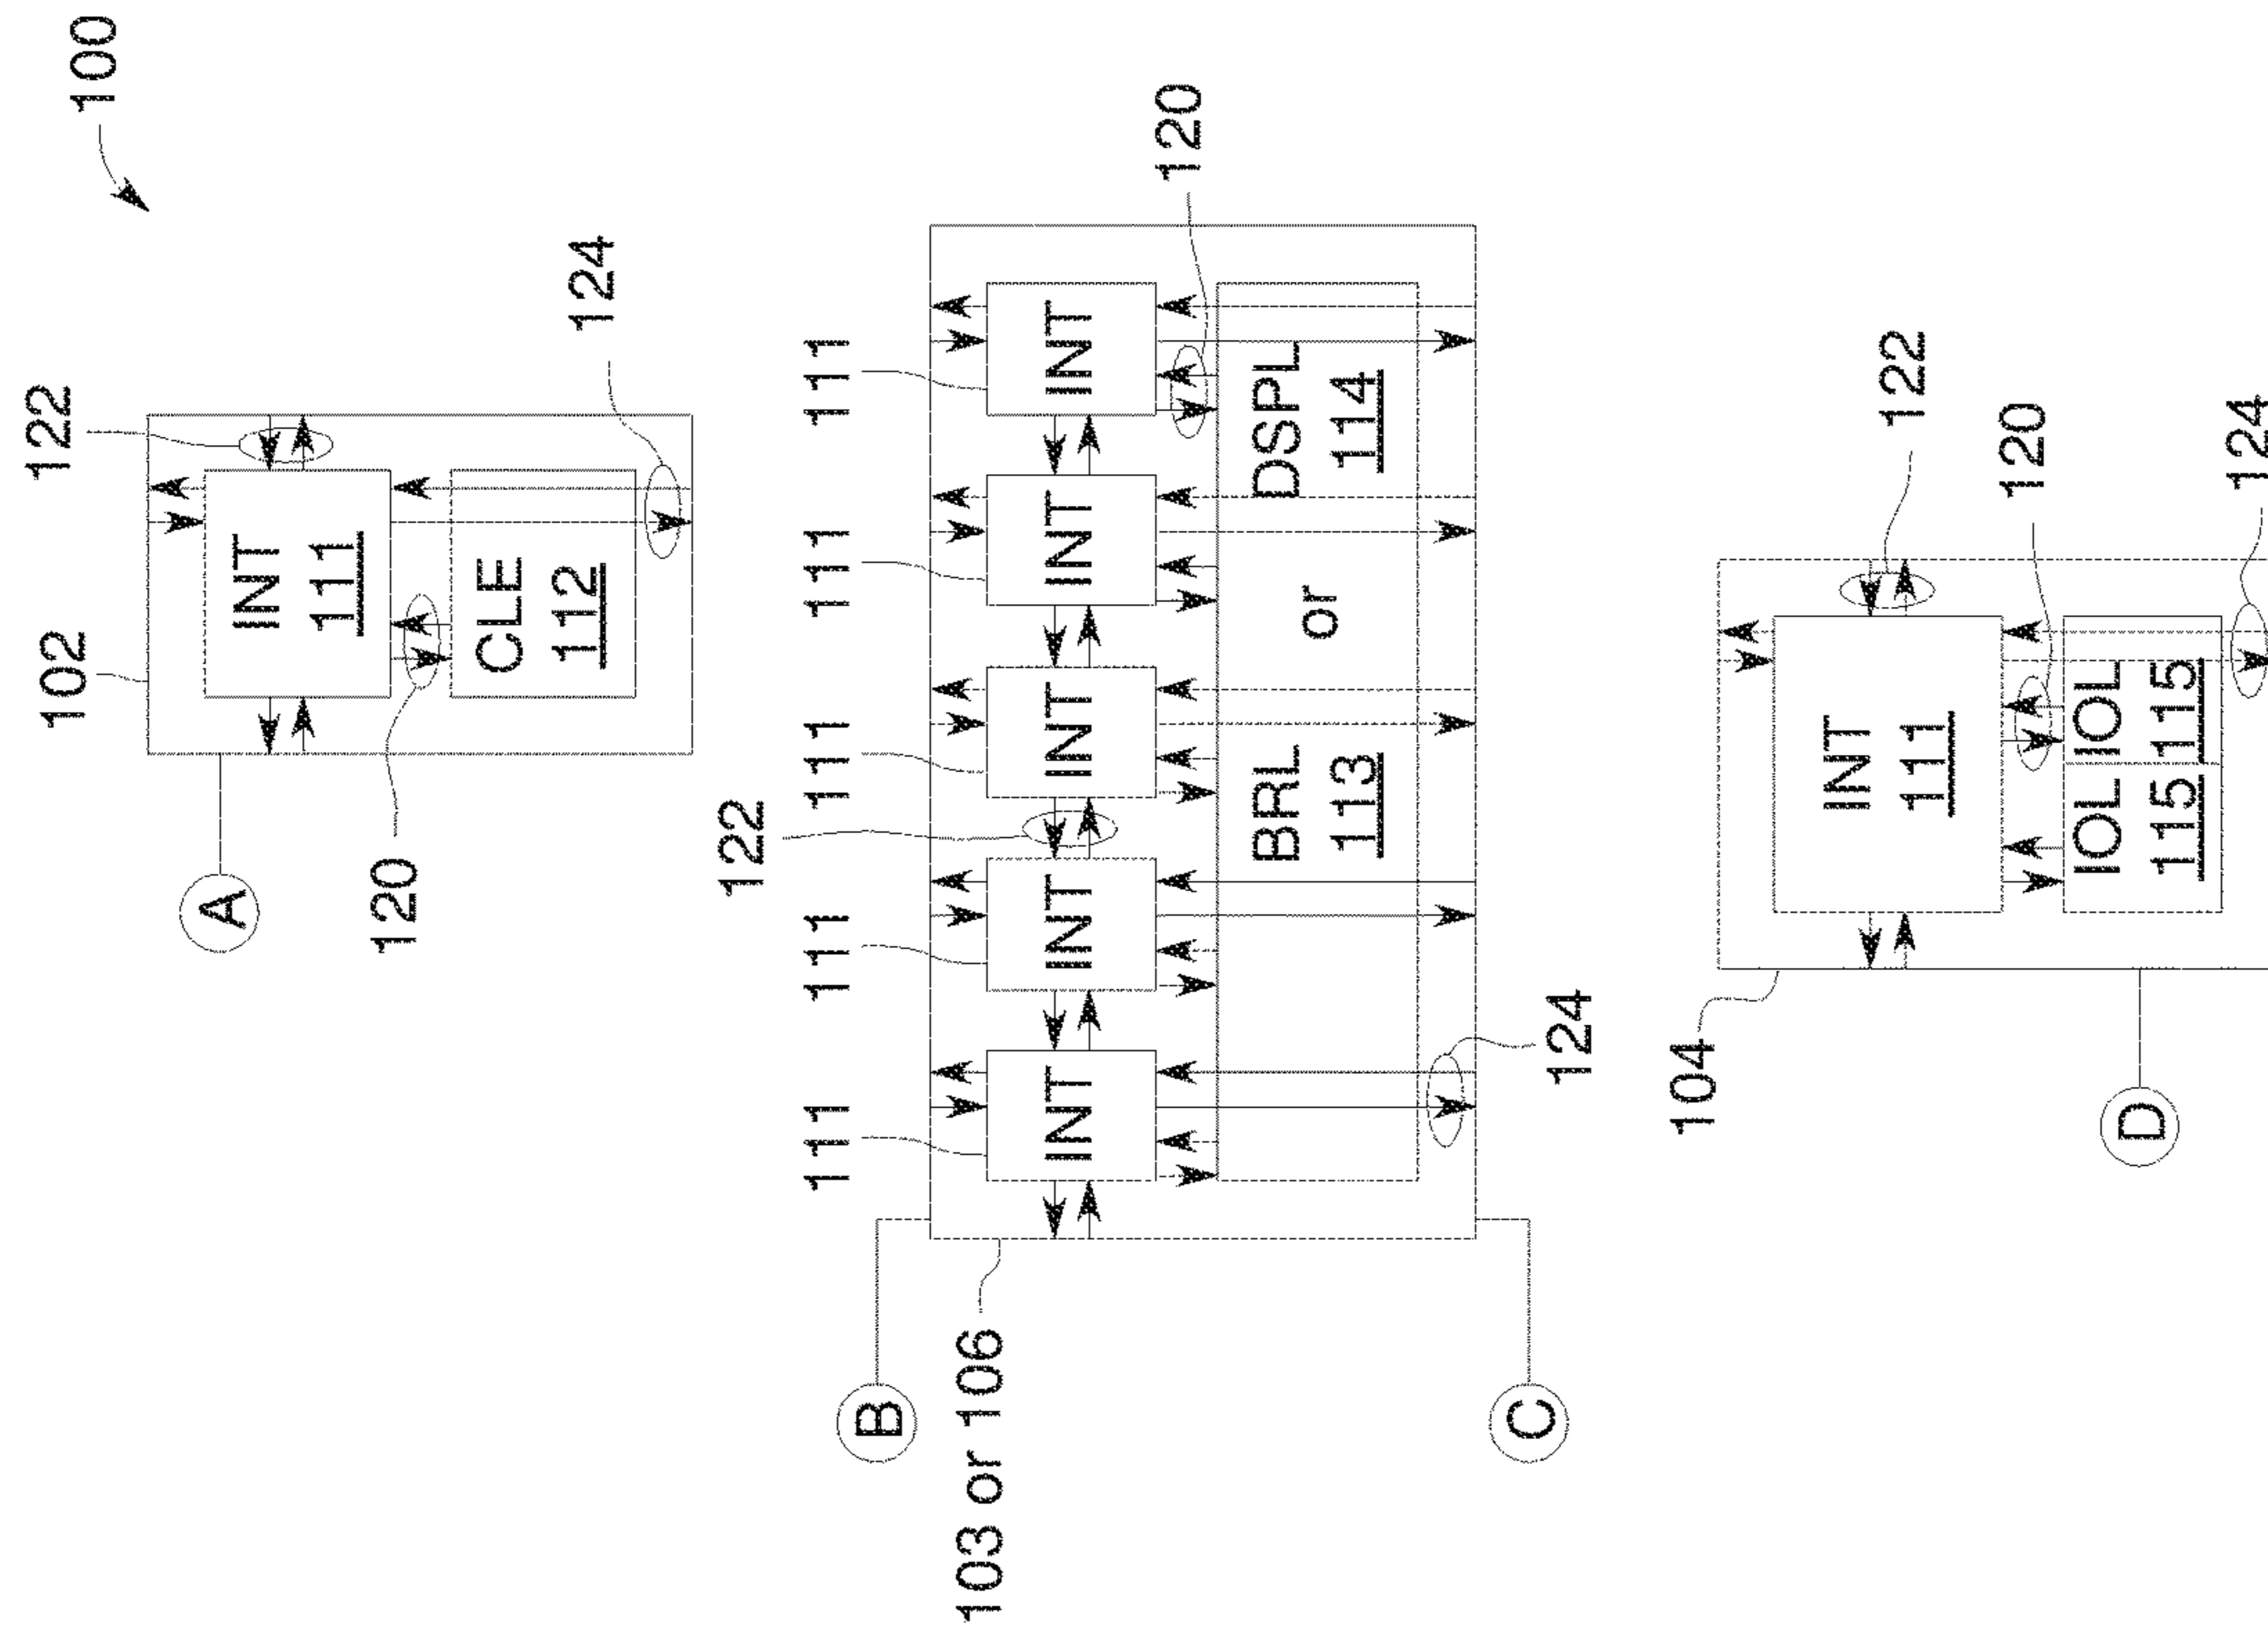 100
102
122
INT
111
CLE
112
120
124
A
111 111 111 111 111
122
120
INT INT INT INT INT
BRL
113
or
DSPL
114
124
B
103 or 106
C
104
INT
111
122
120
IOL IOL
115 115
124
D